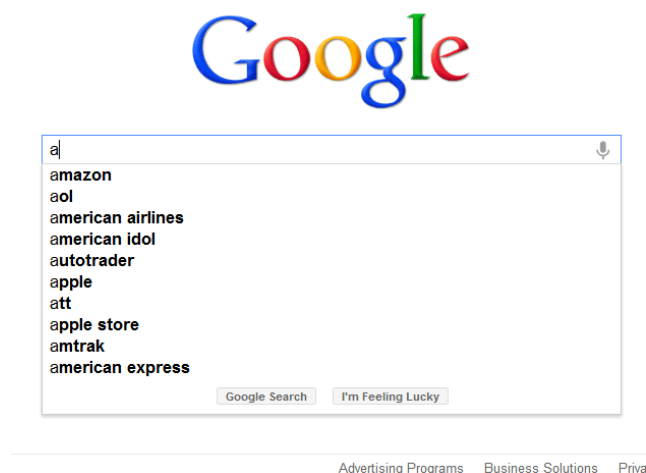 Google
a
amazon
aol
american airlines
american idol
autotrader
apple
att
apple store
amtrak
american express
Google Search I'm Feeling Lucky
Advertising Programs Business Solutions Priva